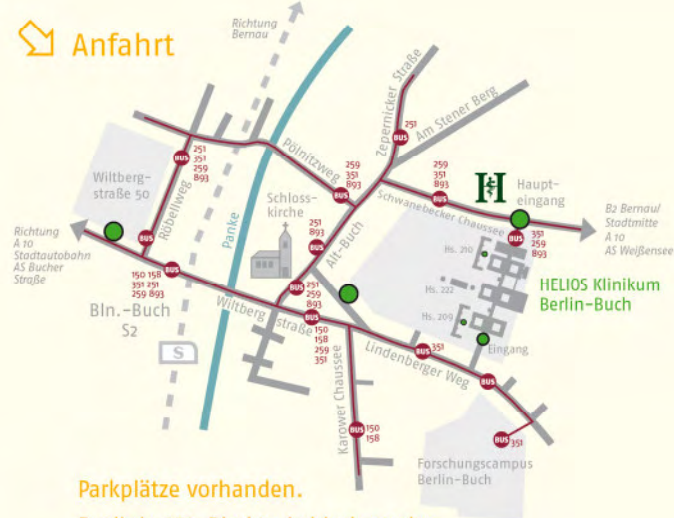 Anfahrt
Richtung
Bernau
Zepernicker Straße
Am Stener Berg
251
251
351
259
893
Pölnitzweg
259
351
893
BUS
BUS
BUS
259
351
893
BUS
H
Haupt-
eingang
Wiltberg-
straße 50
Röbellweg
Schloss-
kirche
Schwanebecker Chaussee
B2 Bernau/
Stadtmitte
A 10
AS Weißensee
Richtung
A 10
Stadtautobahn
AS Bucher
Straße
Panke
251
893
BUS
Alt-Buch
BUS
351
259
893
Hs. 210
BUS
BUS
150 158
351 251
259 893
BUS
251
259
893
Hs. 222
HELIOS Klinikum
Berlin-Buch
Bln.-Buch
S2
Wiltbergstraße
BUS
150
158
259
351
Hs. 209
S
Lindenberger Weg
BUS
351
Eingang
Karower Chaussee
BUS
BUS
150
158
BUS
351
Forschungscampus
Berlin-Buch
Parkplätze vorhanden.